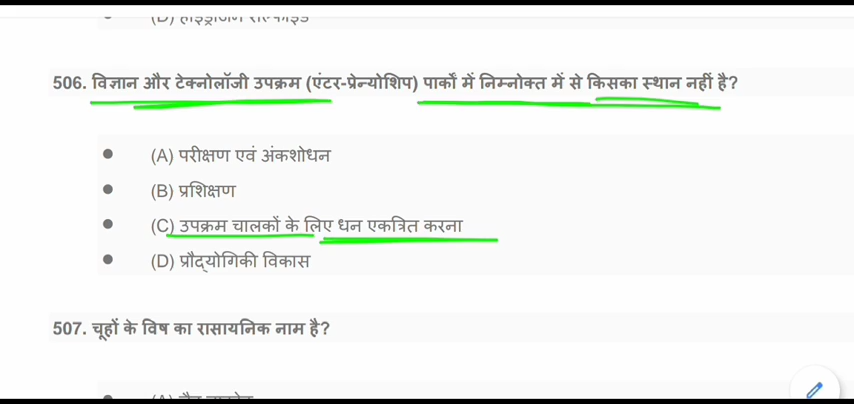 506. विज्ञान और टेक्नोलॉजी उपक्रम (एंटर-प्रेन्योशिप) पार्कों में निम्नोक्त में से किसका स्थान नहीं है?
(A) परीक्षण एवं अंकशोधन
(B) प्रशिक्षण
(C) उपक्रम चालकों के लिए धन एकत्रित करना
(D) प्रौद्योगिकी विकास
507. चूहों के विष का रासायनिक नाम है?